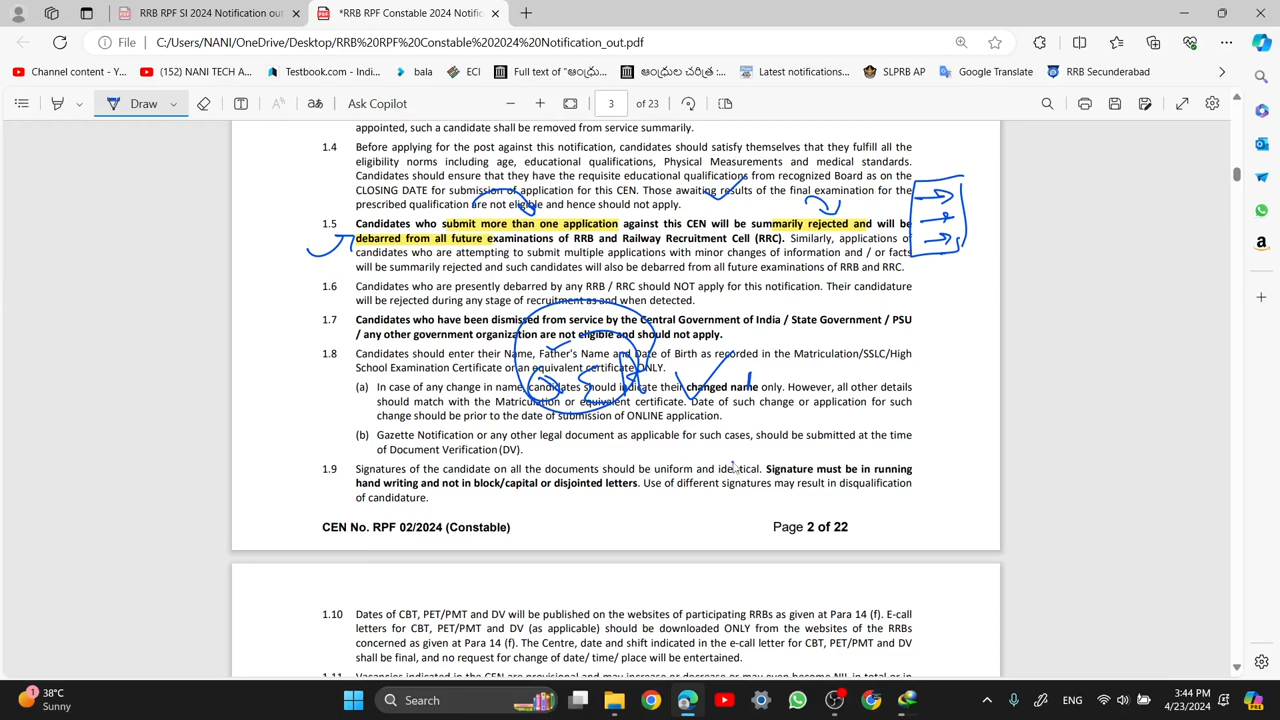 RRB RPF SI 2024 Notification out
*RRB RPF Constable 2024 Notific
File
C:/Users/NANI/OneDrive/Desktop/RRB%20RPF%20Constable%202024%20Notification_out.pdf
Channel content - Y...
(152) NANI TECH A...
Testbook.com - Indi...
bala
ECI
Full text of "ఆంధ్రు...
ఆంధ్రుల చరిత్ర :...
Latest notifications...
SLPRB AP
Google Translate
RRB Secunderabad
Draw
Ask Copilot
3 of 23
appointed, such a candidate shall be removed from service summarily.
1.4 Before applying for the post against this notification, candidates should satisfy themselves that they fulfill all the
eligibility norms including age, educational qualifications, Physical Measurements and medical standards.
Candidates should ensure that they have the requisite educational qualifications from recognized Board as on the
CLOSING DATE for submission of application for this CEN. Those awaiting results of the final examination for the
prescribed qualification are not eligible and hence should not apply.
1.5 Candidates who submit more than one application against this CEN will be summarily rejected and will be
debarred from all future examinations of RRB and Railway Recruitment Cell (RRC). Similarly, applications of
candidates who are attempting to submit multiple applications with minor changes of information and / or facts
will be summarily rejected and such candidates will also be debarred from all future examinations of RRB and RRC.
1.6 Candidates who are presently debarred by any RRB / RRC should NOT apply for this notification. Their candidature
will be rejected during any stage of recruitment as and when detected.
1.7 Candidates who have been dismissed from service by the Central Government of India / State Government / PSU
/ any other government organization are not eligible and should not apply.
1.8 Candidates should enter their Name, Father's Name and Date of Birth as recorded in the Matriculation/SSLC/High
School Examination Certificate or an equivalent certificate ONLY.
(a) In case of any change in name, candidates should indicate their changed name only. However, all other details
should match with the Matriculation or equivalent certificate. Date of such change or application for such
change should be prior to the date of submission of ONLINE application.
(b) Gazette Notification or any other legal document as applicable for such cases, should be submitted at the time
of Document Verification (DV).
1.9 Signatures of the candidate on all the documents should be uniform and identical. Signature must be in running
hand writing and not in block/capital or disjointed letters. Use of different signatures may result in disqualification
of candidature.
CEN No. RPF 02/2024 (Constable) Page 2 of 22
1.10 Dates of CBT, PET/PMT and DV will be published on the websites of participating RRBs as given at Para 14 (f). E-call
letters for CBT, PET/PMT and DV (as applicable) should be downloaded ONLY from the websites of the RRBs
concerned as given at Para 14 (f). The Centre, date and shift indicated in the e-call letter for CBT, PET/PMT and DV
shall be final, and no request for change of date/ time/ place will be entertained.
1.11 Vacancies indicated in the CEN are provisional and may increase or decrease or may even become NIL in total or in
38°C
Sunny
Search
ENG
3:44 PM
4/23/2024